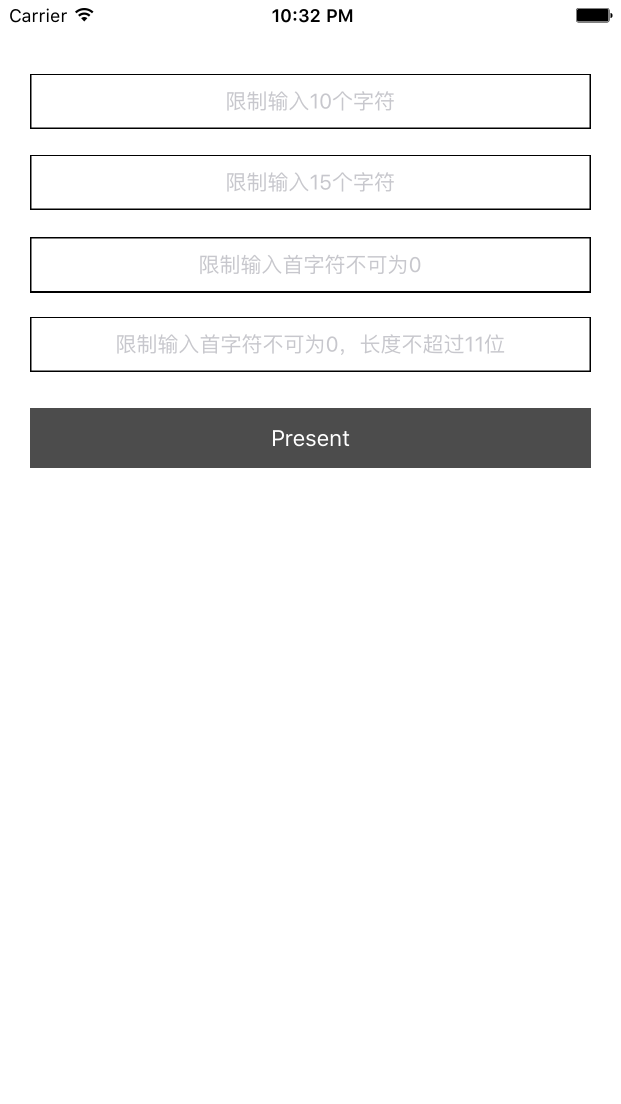 Carrier 10:32 PM
限制输入10个字符
限制输入15个字符
限制输入首字符不可为0
限制输入首字符不可为0，长度不超过11位
Present